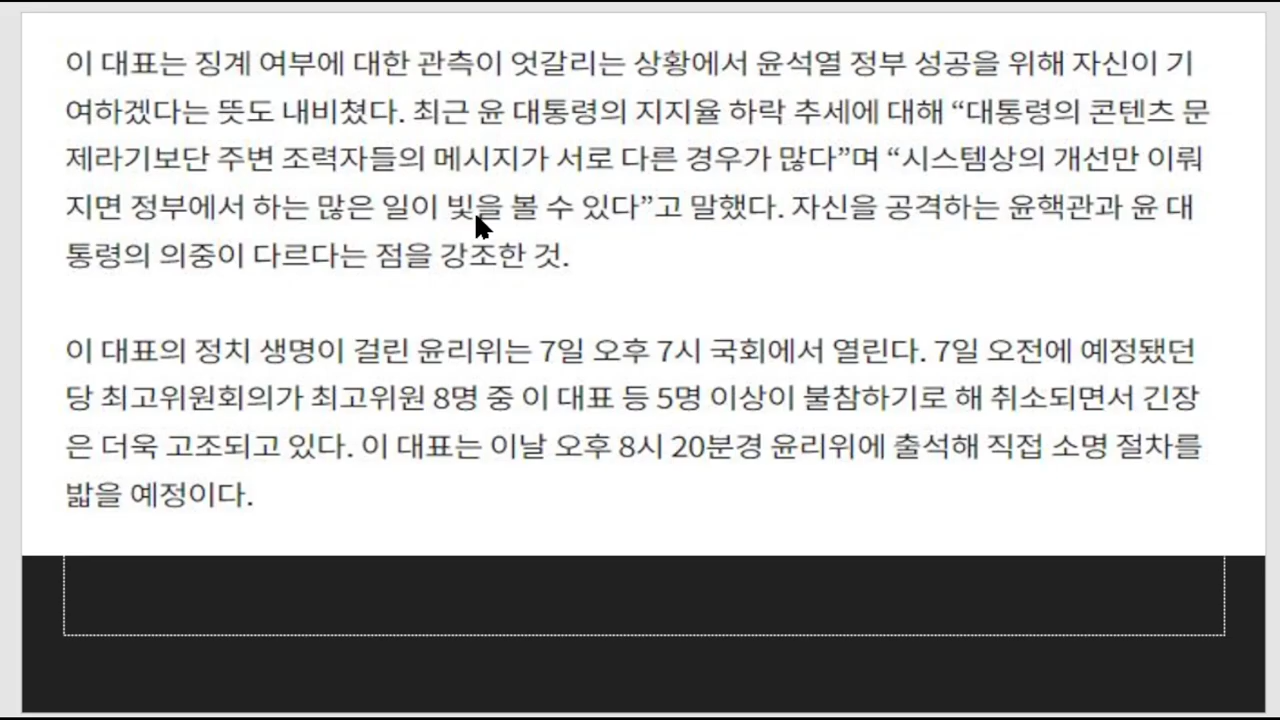 이 대표는 징계 여부에 대한 관측이 엇갈리는 상황에서 윤석열 정부 성공을 위해 자신이 기
여하겠다는 뜻도 내비쳤다. 최근 윤 대통령의 지지율 하락 추세에 대해 “대통령의 콘텐츠 문
제라기보단 주변 조력자들의 메시지가 서로 다른 경우가 많다”며 “시스템상의 개선만 이뤄
지면 정부에서 하는 많은 일이 빛을 볼 수 있다”고 말했다. 자신을 공격하는 윤핵관과 윤 대
통령의 의중이 다르다는 점을 강조한 것.
이 대표의 정치 생명이 걸린 윤리위는 7일 오후 7시 국회에서 열린다. 7일 오전에 예정됐던
당 최고위원회의가 최고위원 8명 중 이 대표 등 5명 이상이 불참하기로 해 취소되면서 긴장
은 더욱 고조되고 있다. 이 대표는 이날 오후 8시 20분경 윤리위에 출석해 직접 소명 절차를
밟을 예정이다.